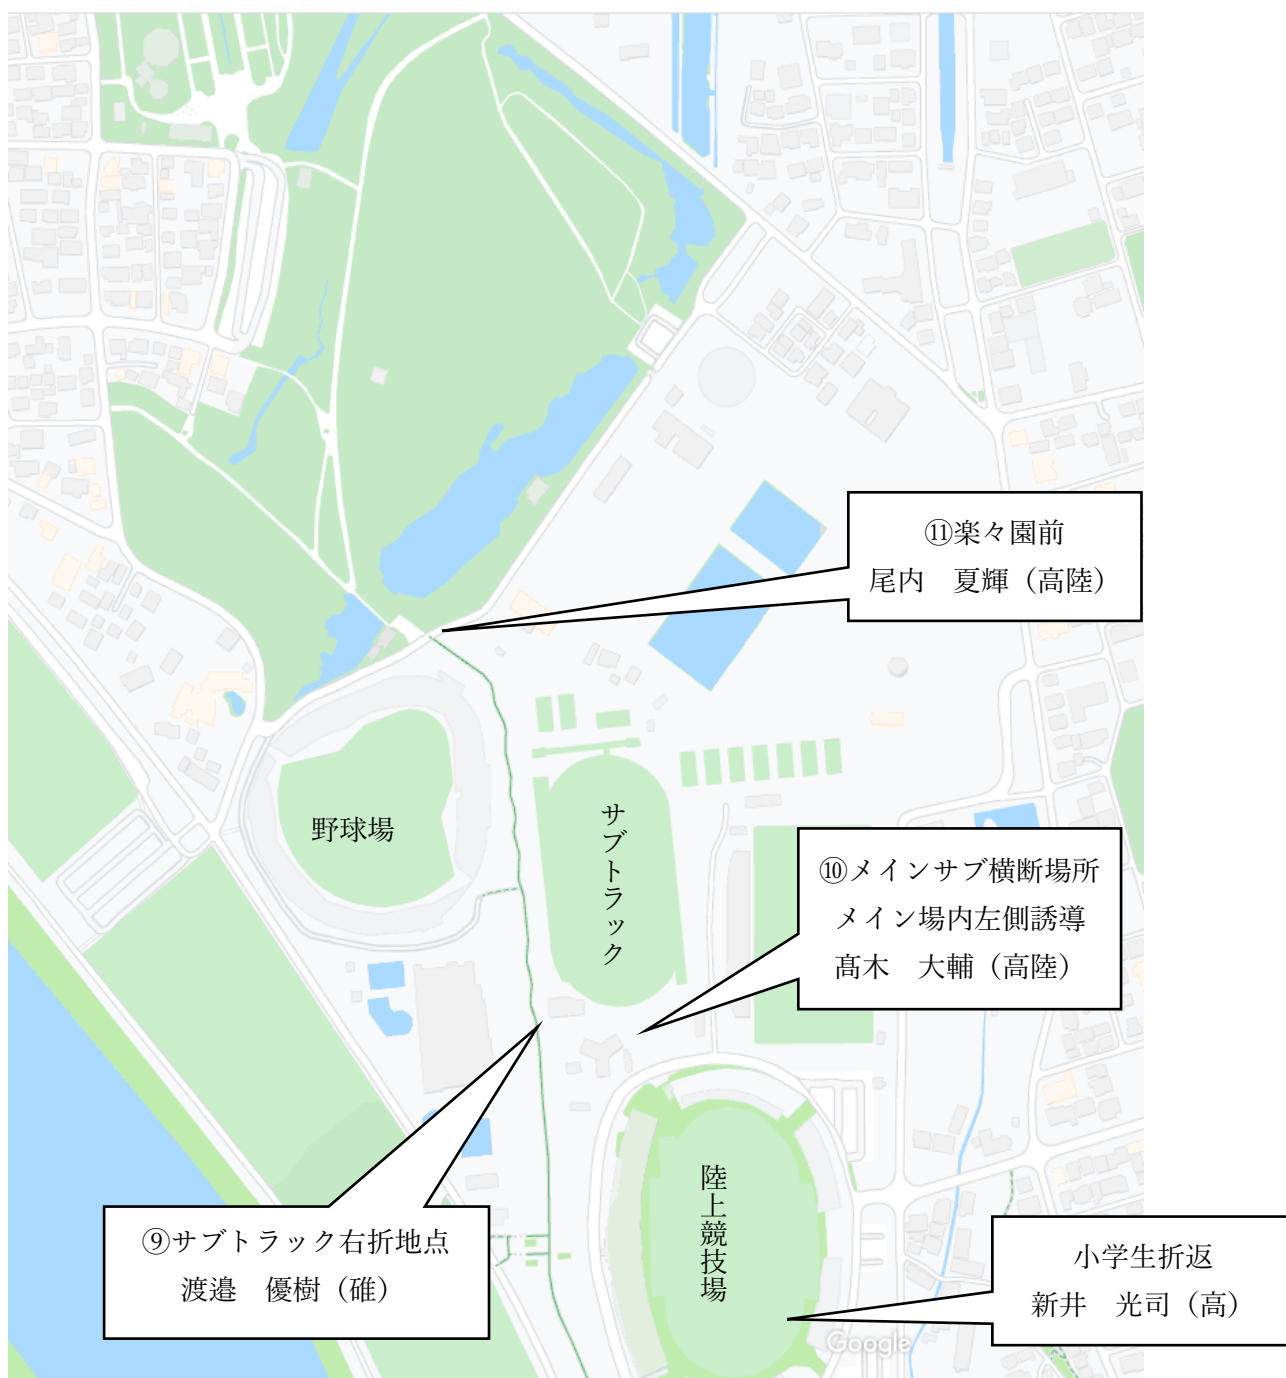 ⑪楽々園前
尾内　夏輝（高陸）
野球場
サブトラック
⑩メインサブ横断場所
メイン場内左側誘導
髙木　大輔（高陸）
陸上競技場
⑨サブトラック右折地点
渡邉　優樹（碓）
小学生折返
新井　光司（高）
Google